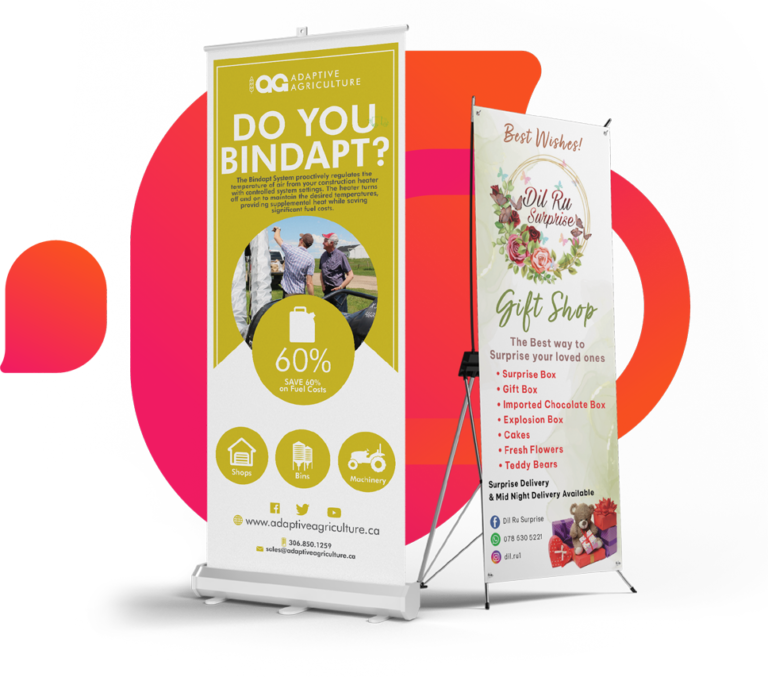 AG ADAPTIVE
AGRICULTURE
DO YOU
BINDAPT?
The Bindapt System proactively regulates the
temperature of air from your construction heater
with controlled system settings. The heater turns
off and on to maintain the desired temperatures,
providing supplemental heat while saving
significant fuel costs.
60%
SAVE 60%
on Fuel Costs
Shops
Bins
Machinery
www.adaptiveagriculture.ca
306.850.1259
sales@adaptiveagriculture.ca
Best Wishes!
Dil Ru
Surprise
Gift Shop
The Best way to
Surprise your loved ones
• Surprise Box
• Gift Box
• Imported Chocolate Box
• Explosion Box
• Cakes
• Fresh Flowers
• Teddy Bears
Surprise Delivery
& Mid Night Delivery Available
Dil Ru Surprise
078 530 5221
dil.ru1